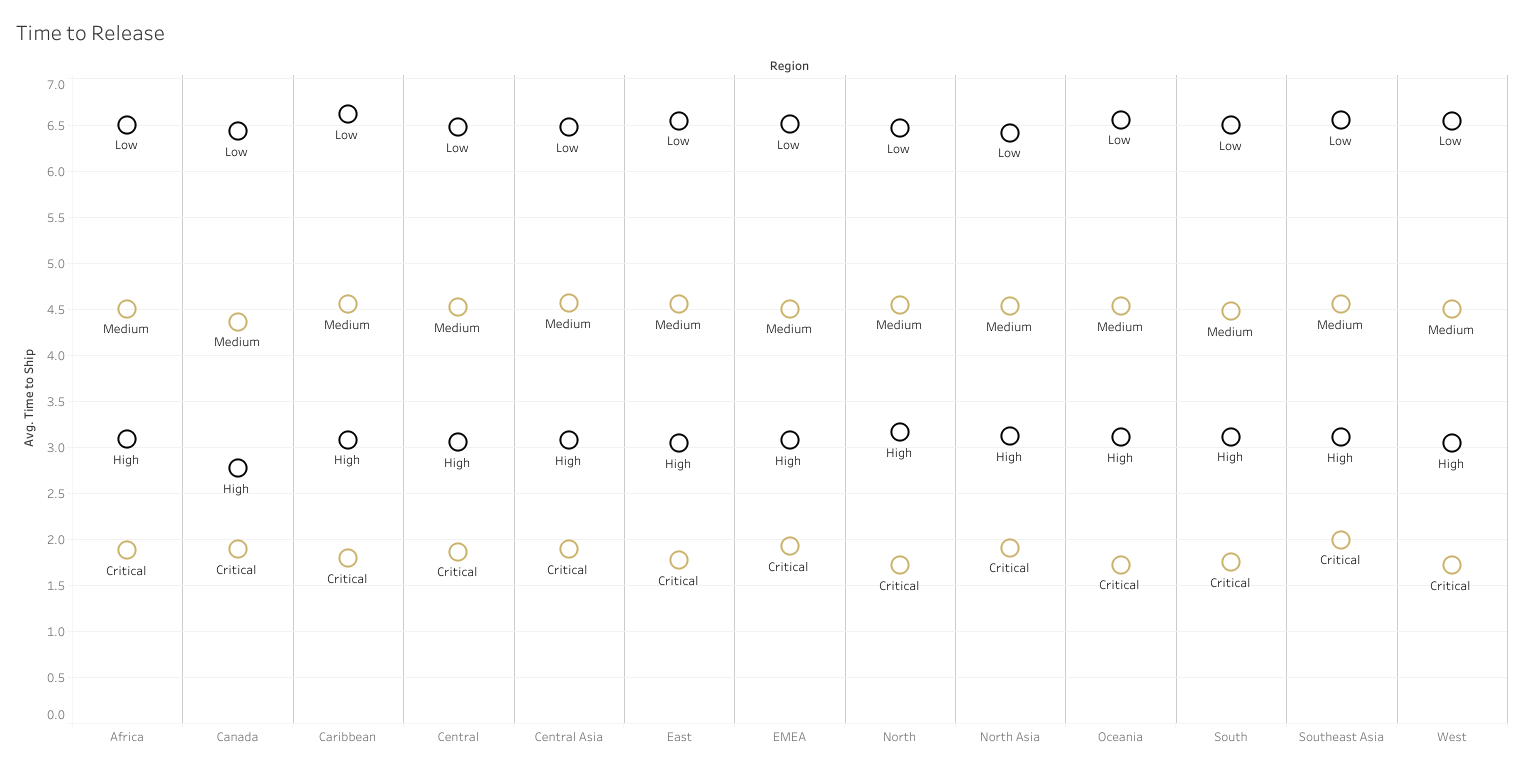 Time to Release
Region
Avg. Time to Ship
7.0
6.5
6.0
5.5
5.0
4.5
4.0
3.5
3.0
2.5
2.0
1.5
1.0
0.5
0.0
Low Low Low Low Low Low Low Low Low Low Low Low Low
Medium Medium Medium Medium Medium Medium Medium Medium Medium Medium Medium Medium Medium
High High High High High High High High High High High High High
Critical Critical Critical Critical Critical Critical Critical Critical Critical Critical Critical Critical Critical
Africa Canada Caribbean Central Central Asia East EMEA North North Asia Oceania South Southeast Asia West